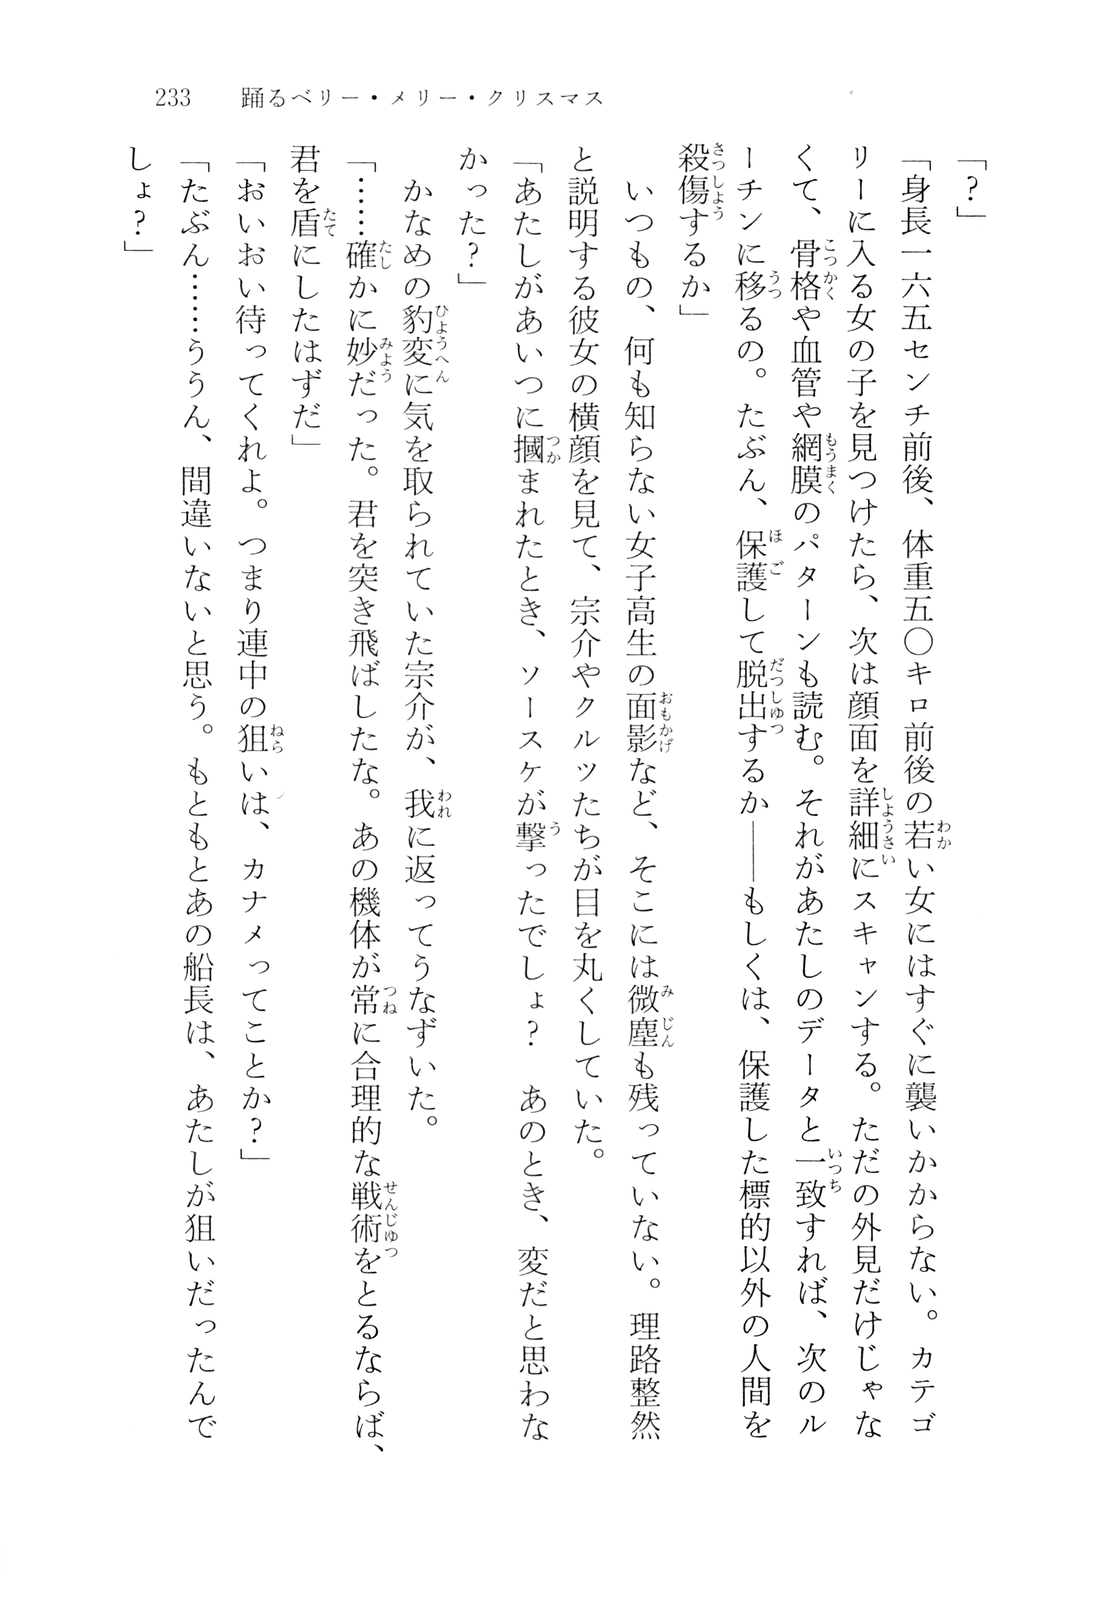 233　踊るベリー・メリー・クリスマス
「？」
「身長一六五センチ前後、体重五〇キロ前後の若い女にはすぐに襲いかからない。カテゴ
リーに入る女の子を見つけたら、次は顔面を詳細にスキャンする。ただの外見だけじゃな
くて、骨格や血管や網膜のパターンも読む。それがあたしのデータと一致すれば、次のル
ーチンに移るの。たぶん、保護して脱出するか――もしくは、保護した標的以外の人間を
殺傷するか」
　いつもの、何も知らない女子高生の面影など、そこには微塵も残っていない。理路整然
と説明する彼女の横顔を見て、宗介やクルツたちが目を丸くしていた。
「あたしがあいつに摑まれたとき、ソースケが撃ったでしょ？　あのとき、変だと思わな
かった？」
　かなめの豹変に気を取られていた宗介が、我に返ってうなずいた。
「……確かに妙だった。君を突き飛ばしたな。あの機体が常に合理的な戦術をとるならば、
君を盾にしたはずだ」
「おいおい待ってくれよ。つまり連中の狙いは、カナメってことか？」
「たぶん……ううん、間違いないと思う。もともとあの船長は、あたしが狙いだったんで
しょ？」